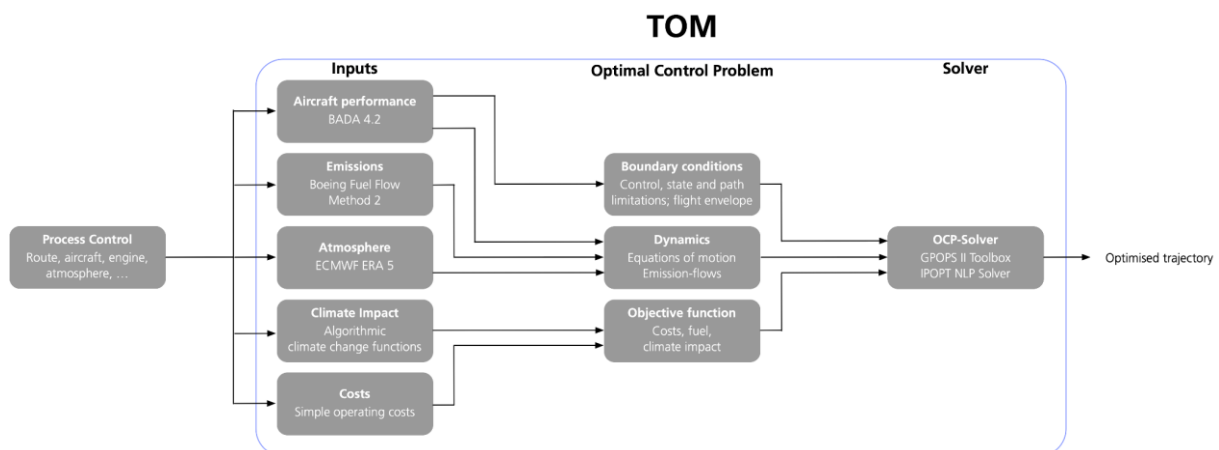 TOM
Inputs
Optimal Control Problem
Solver
Aircraft performance
BADA 4.2
Emissions
Boeing Fuel Flow
Method 2
Boundary conditions
Control, state and path
limitations; flight envelope
Process Control
Route, aircraft, engine,
atmosphere, ...
Atmosphere
ECMWF ERA 5
Dynamics
Equations of motion
Emission-flows
OCP-Solver
GPOPS II Toolbox
IPOPT NLP Solver
Optimised trajectory
Climate Impact
Algorithmic
climate change functions
Objective function
Costs, fuel,
climate impact
Costs
Simple operating costs